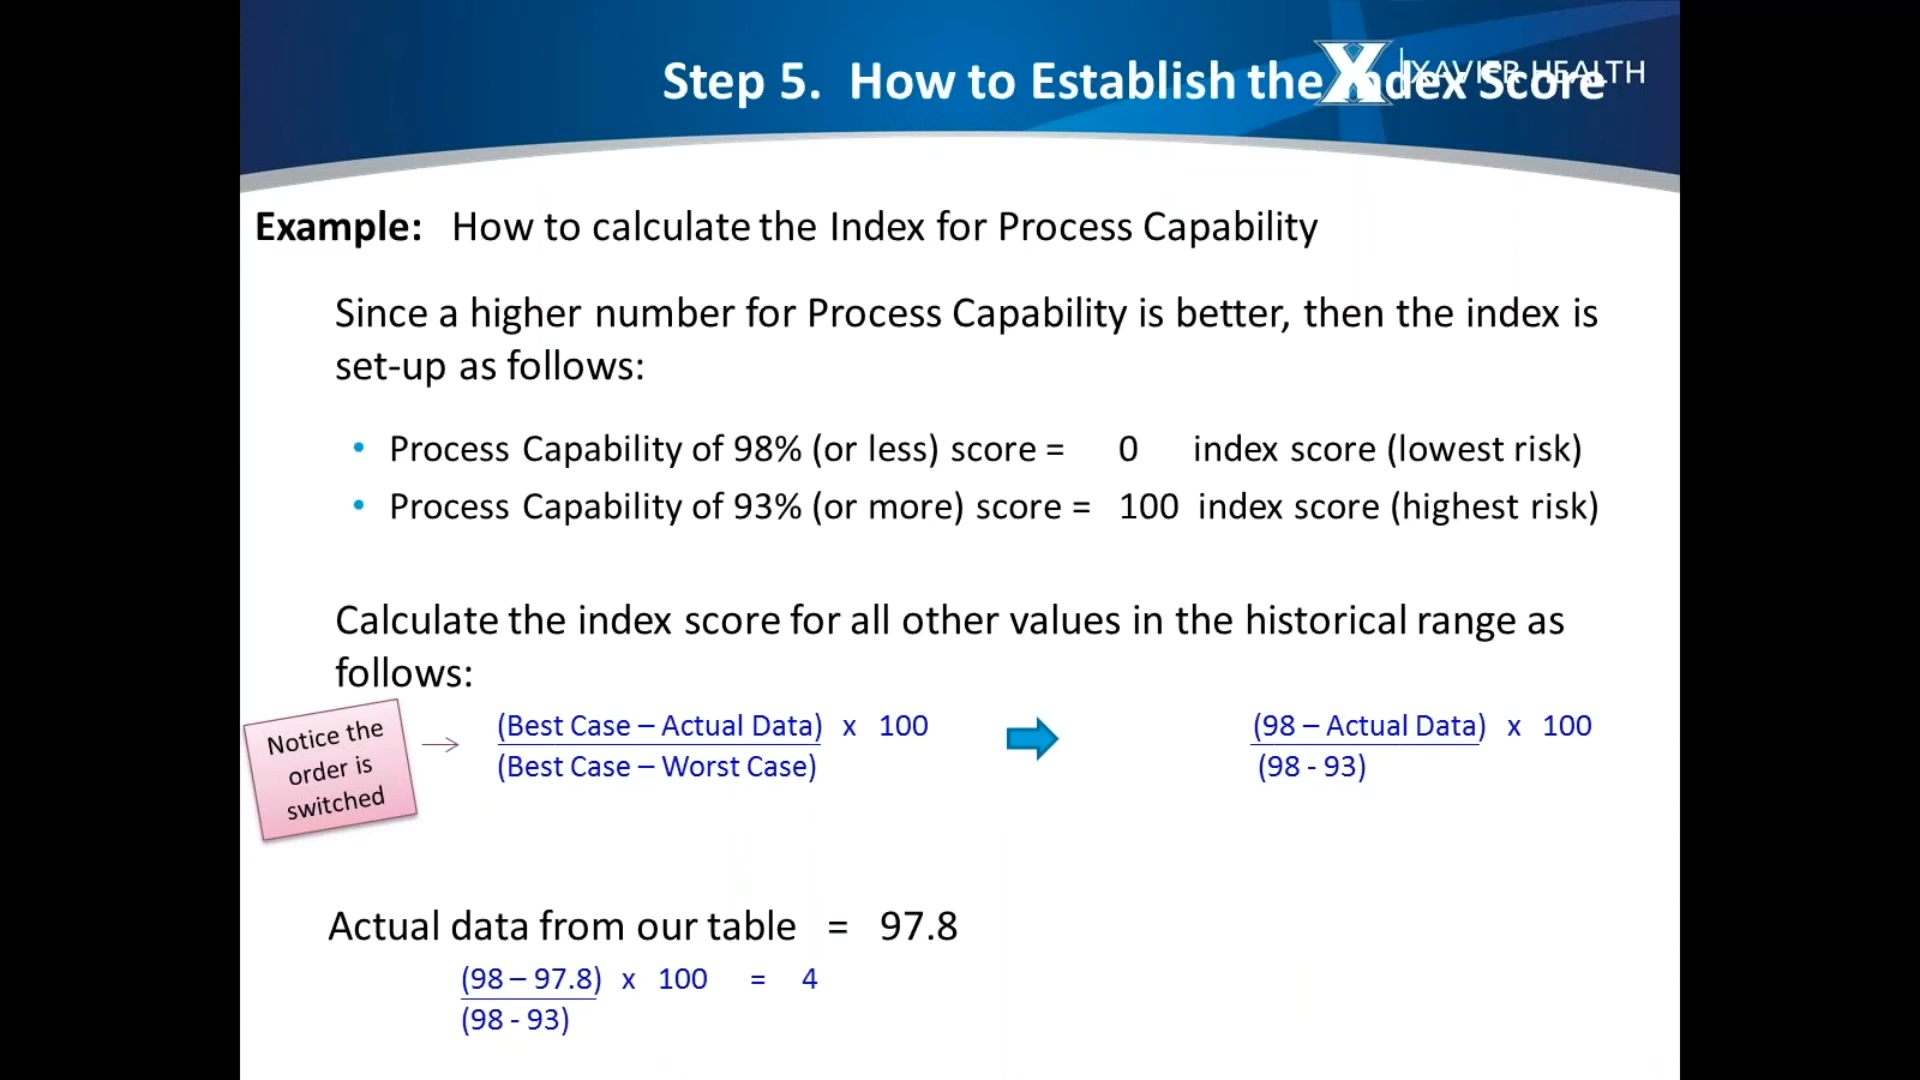 Step 5. How to Establish the Index Score
XAVIER HEALTH
Example: How to calculate the Index for Process Capability
Since a higher number for Process Capability is better, then the index is
set-up as follows:
• Process Capability of 98% (or less) score = 0 index score (lowest risk)
• Process Capability of 93% (or more) score = 100 index score (highest risk)
Calculate the index score for all other values in the historical range as
follows:
Notice the
order is
switched
(Best Case – Actual Data) x 100
(Best Case – Worst Case)
(98 – Actual Data) x 100
(98 - 93)
Actual data from our table = 97.8
(98 – 97.8) x 100 = 4
(98 - 93)